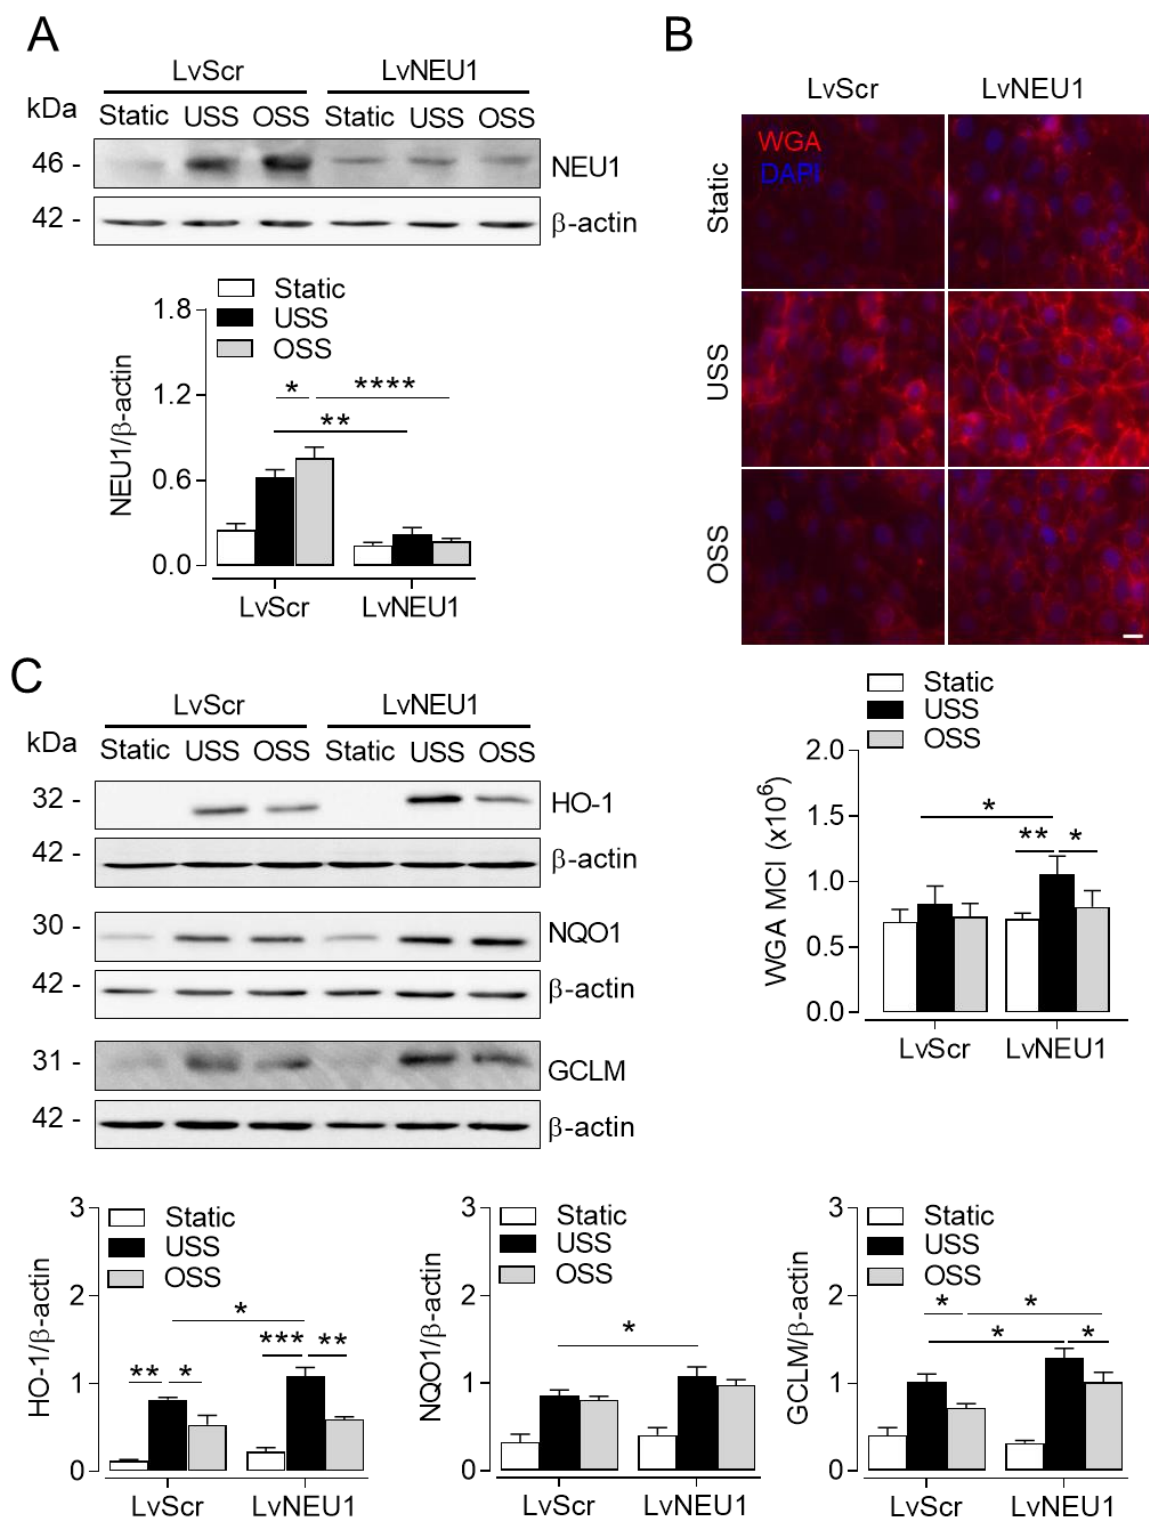 A
LvScr LvNEU1
kDa Static USS OSS Static USS OSS
46 - NEU1
42 - β-actin
Static
USS
OSS
NEU1/β-actin
1.8
1.2
0.6
0.0
* ****
**
LvScr LvNEU1
B
LvScr LvNEU1
WGA
DAPI
Static
USS
OSS
Static
USS
OSS
WGA MCI (x10⁶)
2.0
1.5
1.0
0.5
0.0
*
** *
LvScr LvNEU1
C
LvScr LvNEU1
kDa Static USS OSS Static USS OSS
32 - HO-1
42 - β-actin
30 - NQO1
42 - β-actin
31 - GCLM
42 - β-actin
HO-1/β-actin
3
2
1
0
Static
USS
OSS
*
*** **
** *
LvScr LvNEU1
NQO1/β-actin
3
2
1
0
Static
USS
OSS
*
LvScr LvNEU1
GCLM/β-actin
3
2
1
0
Static
USS
OSS
* *
* *
LvScr LvNEU1